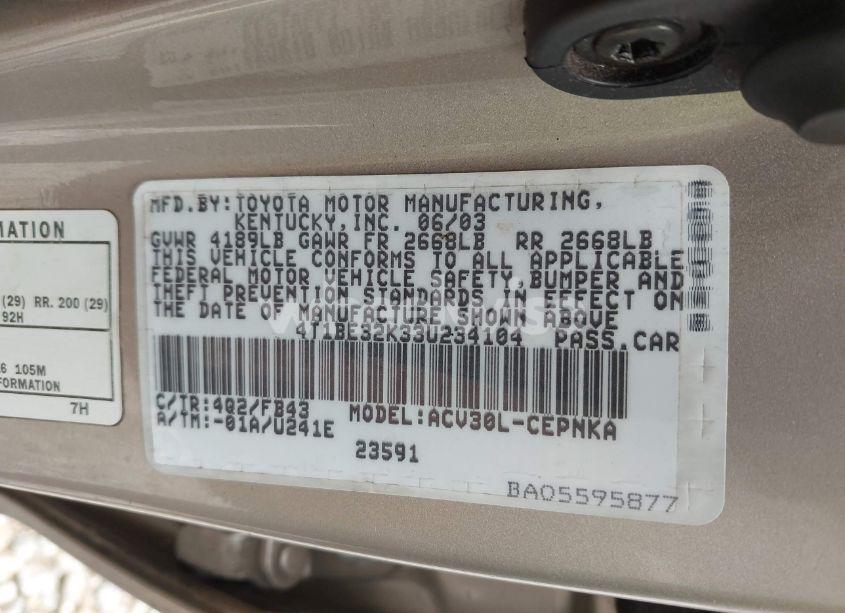 MFD.BY:TOYOTA MOTOR MANUFACTURING,
KENTUCKY,INC. 06/03
GVWR 4189LB GAWR FR 2668LB RR 2668LB
THIS VEHICLE CONFORMS TO ALL APPLICABLE
FEDERAL MOTOR VEHICLE SAFETY,BUMPER AND
THEFT PREVENTION STANDARDS IN EFFECT ON
THE DATE OF MANUFACTURE SHOWN ABOVE
4T1BE32K33U234104 PASS.CAR
C/TR:4Q2/FB43 MODEL:ACV30L-CEPNKA
A/TM:-01A/U241E
23591
BA05595877
MATION
(29) RR. 200 (29)
92H
6 105M
FORMATION
7H